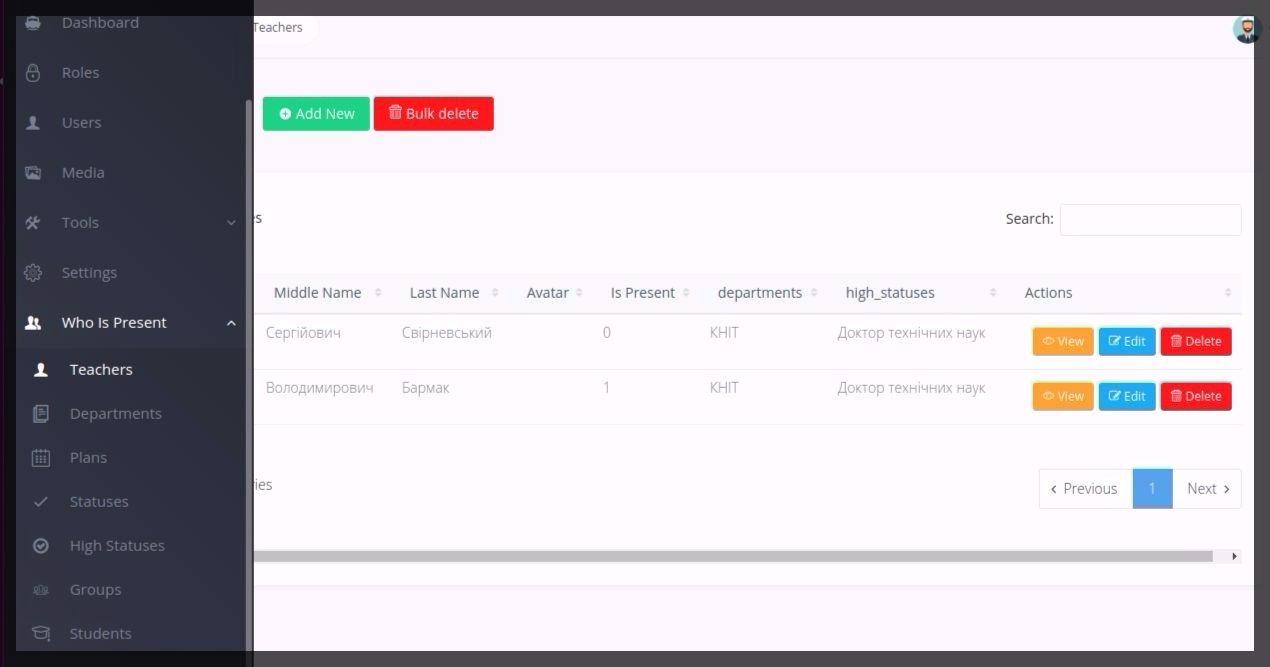 Dashboard
Roles
Users
Media
Tools
Settings
Who Is Present
Teachers
Departments
Plans
Statuses
High Statuses
Groups
Students
Teachers
Add New Bulk delete
Search:
Middle Name Last Name Avatar Is Present departments high_statuses Actions
Сергійович Свірневський 0 КНІТ Доктор технічних наук View Edit Delete
Володимирович Бармак 1 КНІТ Доктор технічних наук View Edit Delete
Previous 1 Next